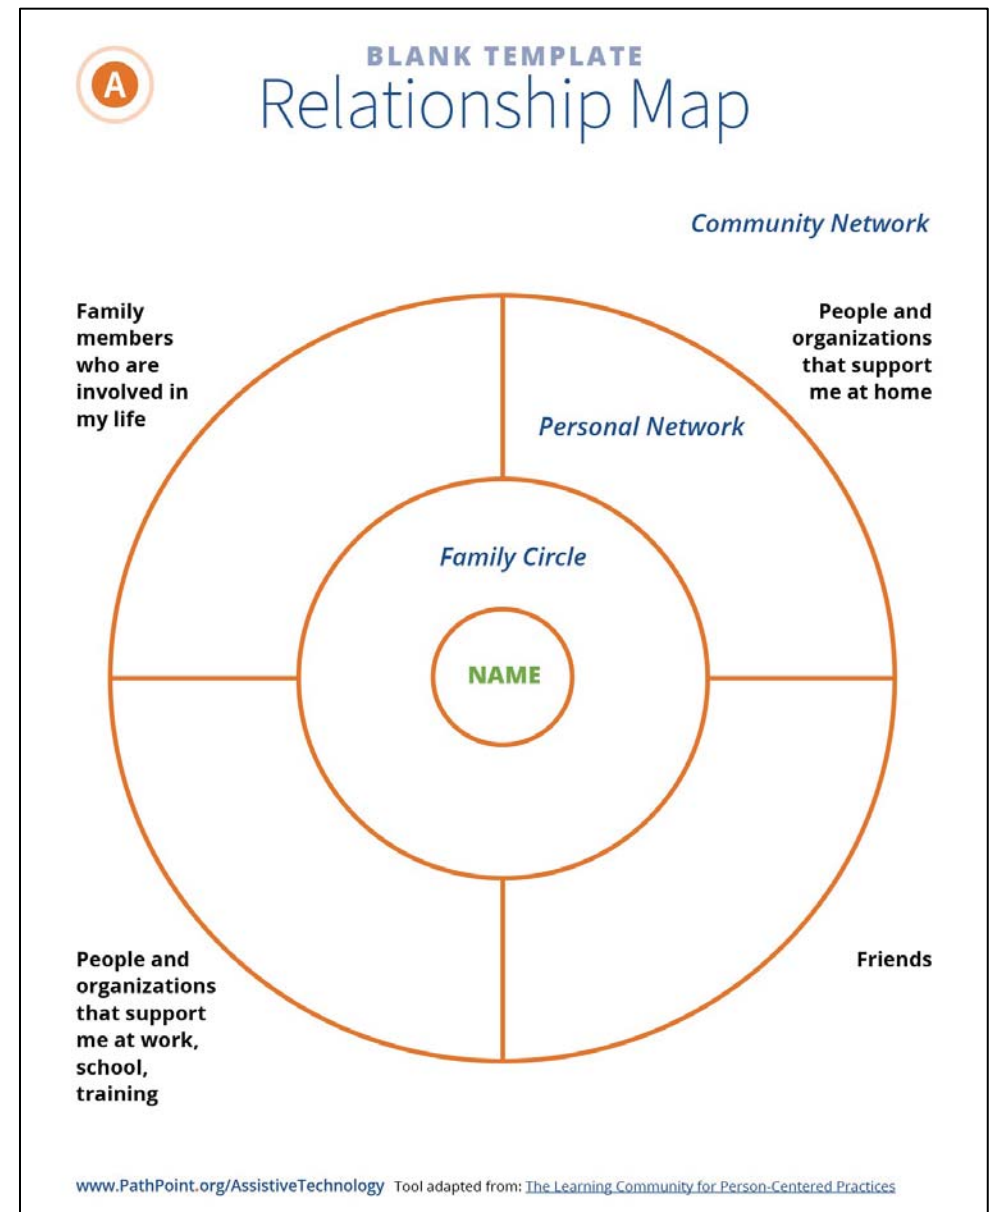 A
BLANK TEMPLATE
Relationship Map
Community Network
Family
members
who are
involved in
my life
People and
organizations
that support
me at home
Personal Network
Family Circle
NAME
People and
organizations
that support
me at work,
school,
training
Friends
www.PathPoint.org/AssistiveTechnology Tool adapted from: The Learning Community for Person-Centered Practices